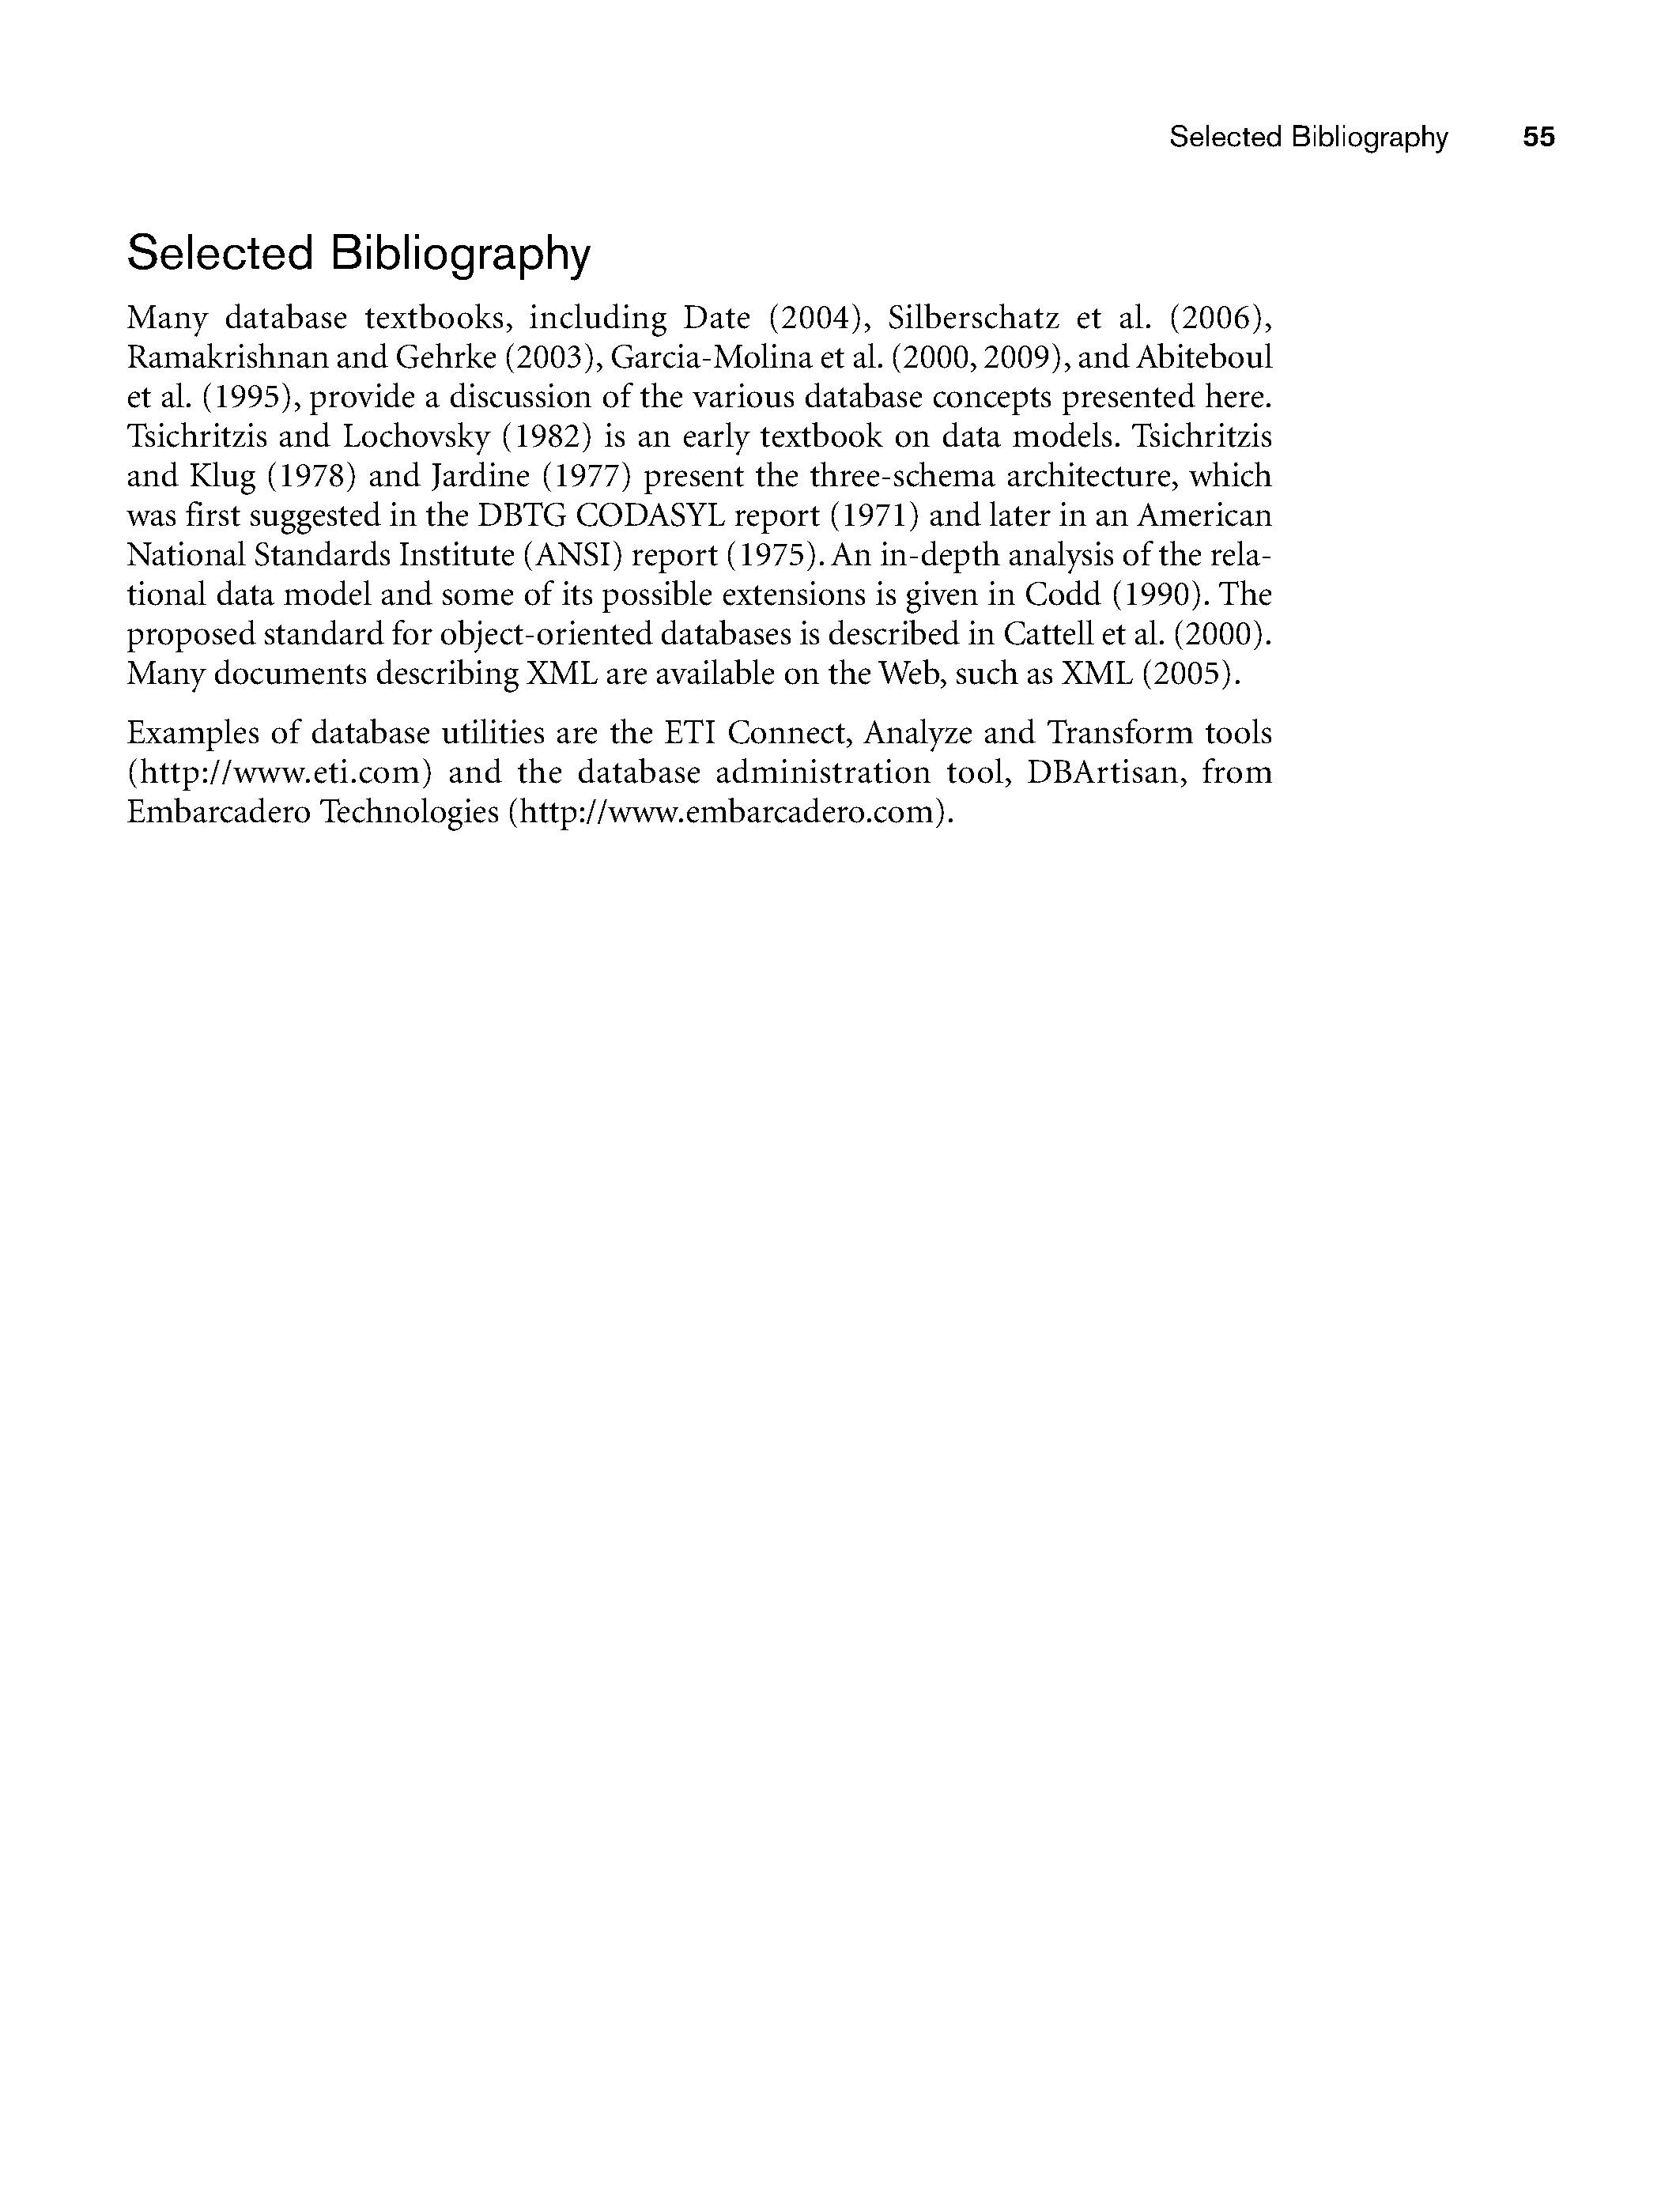 Selected Bibliography 55
Selected Bibliography
Many database textbooks, including Date (2004), Silberschatz et al. (2006),
Ramakrishnan and Gehrke (2003), Garcia-Molina et al. (2000, 2009), and Abiteboul
et al. (1995), provide a discussion of the various database concepts presented here.
Tsichritzis and Lochovsky (1982) is an early textbook on data models. Tsichritzis
and Klug (1978) and Jardine (1977) present the three-schema architecture, which
was first suggested in the DBTG CODASYL report (1971) and later in an American
National Standards Institute (ANSI) report (1975). An in-depth analysis of the rela-
tional data model and some of its possible extensions is given in Codd (1990). The
proposed standard for object-oriented databases is described in Cattell et al. (2000).
Many documents describing XML are available on the Web, such as XML (2005).
Examples of database utilities are the ETI Connect, Analyze and Transform tools
(http://www.eti.com) and the database administration tool, DBArtisan, from
Embarcadero Technologies (http://www.embarcadero.com).